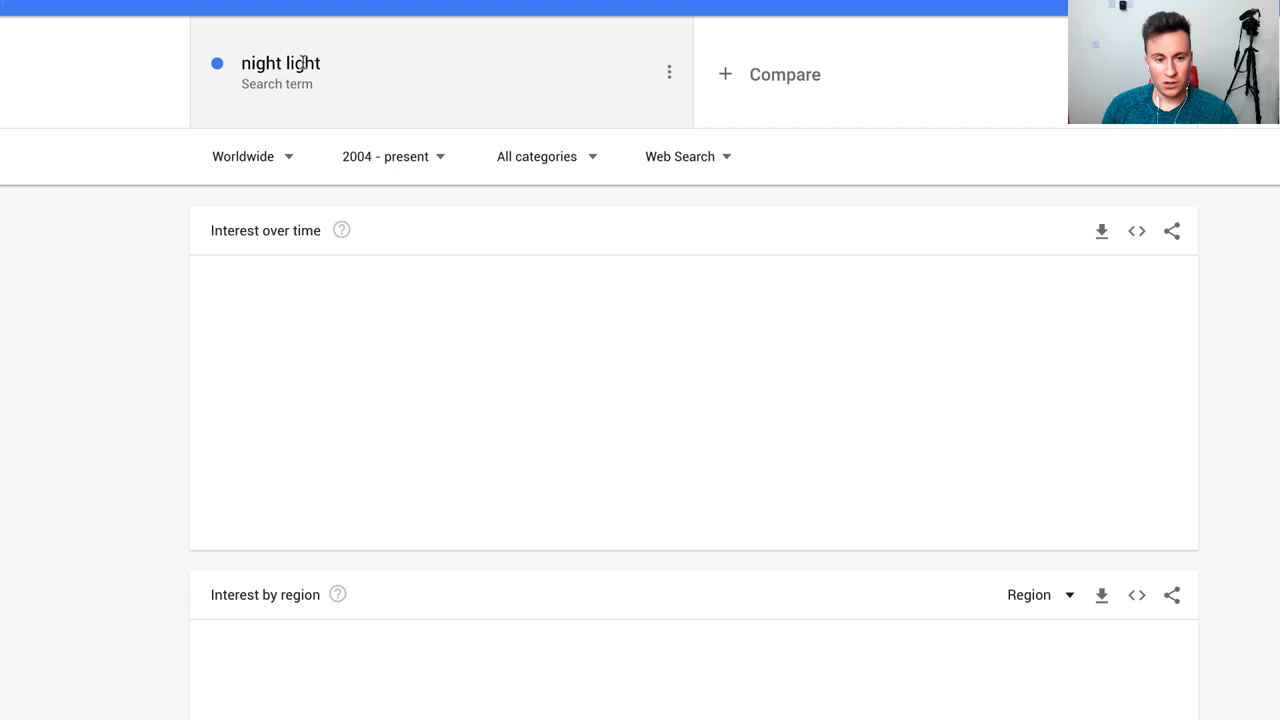 night light
Search term
+ Compare
Worldwide
2004 - present
All categories
Web Search
Interest over time
Interest by region
Region